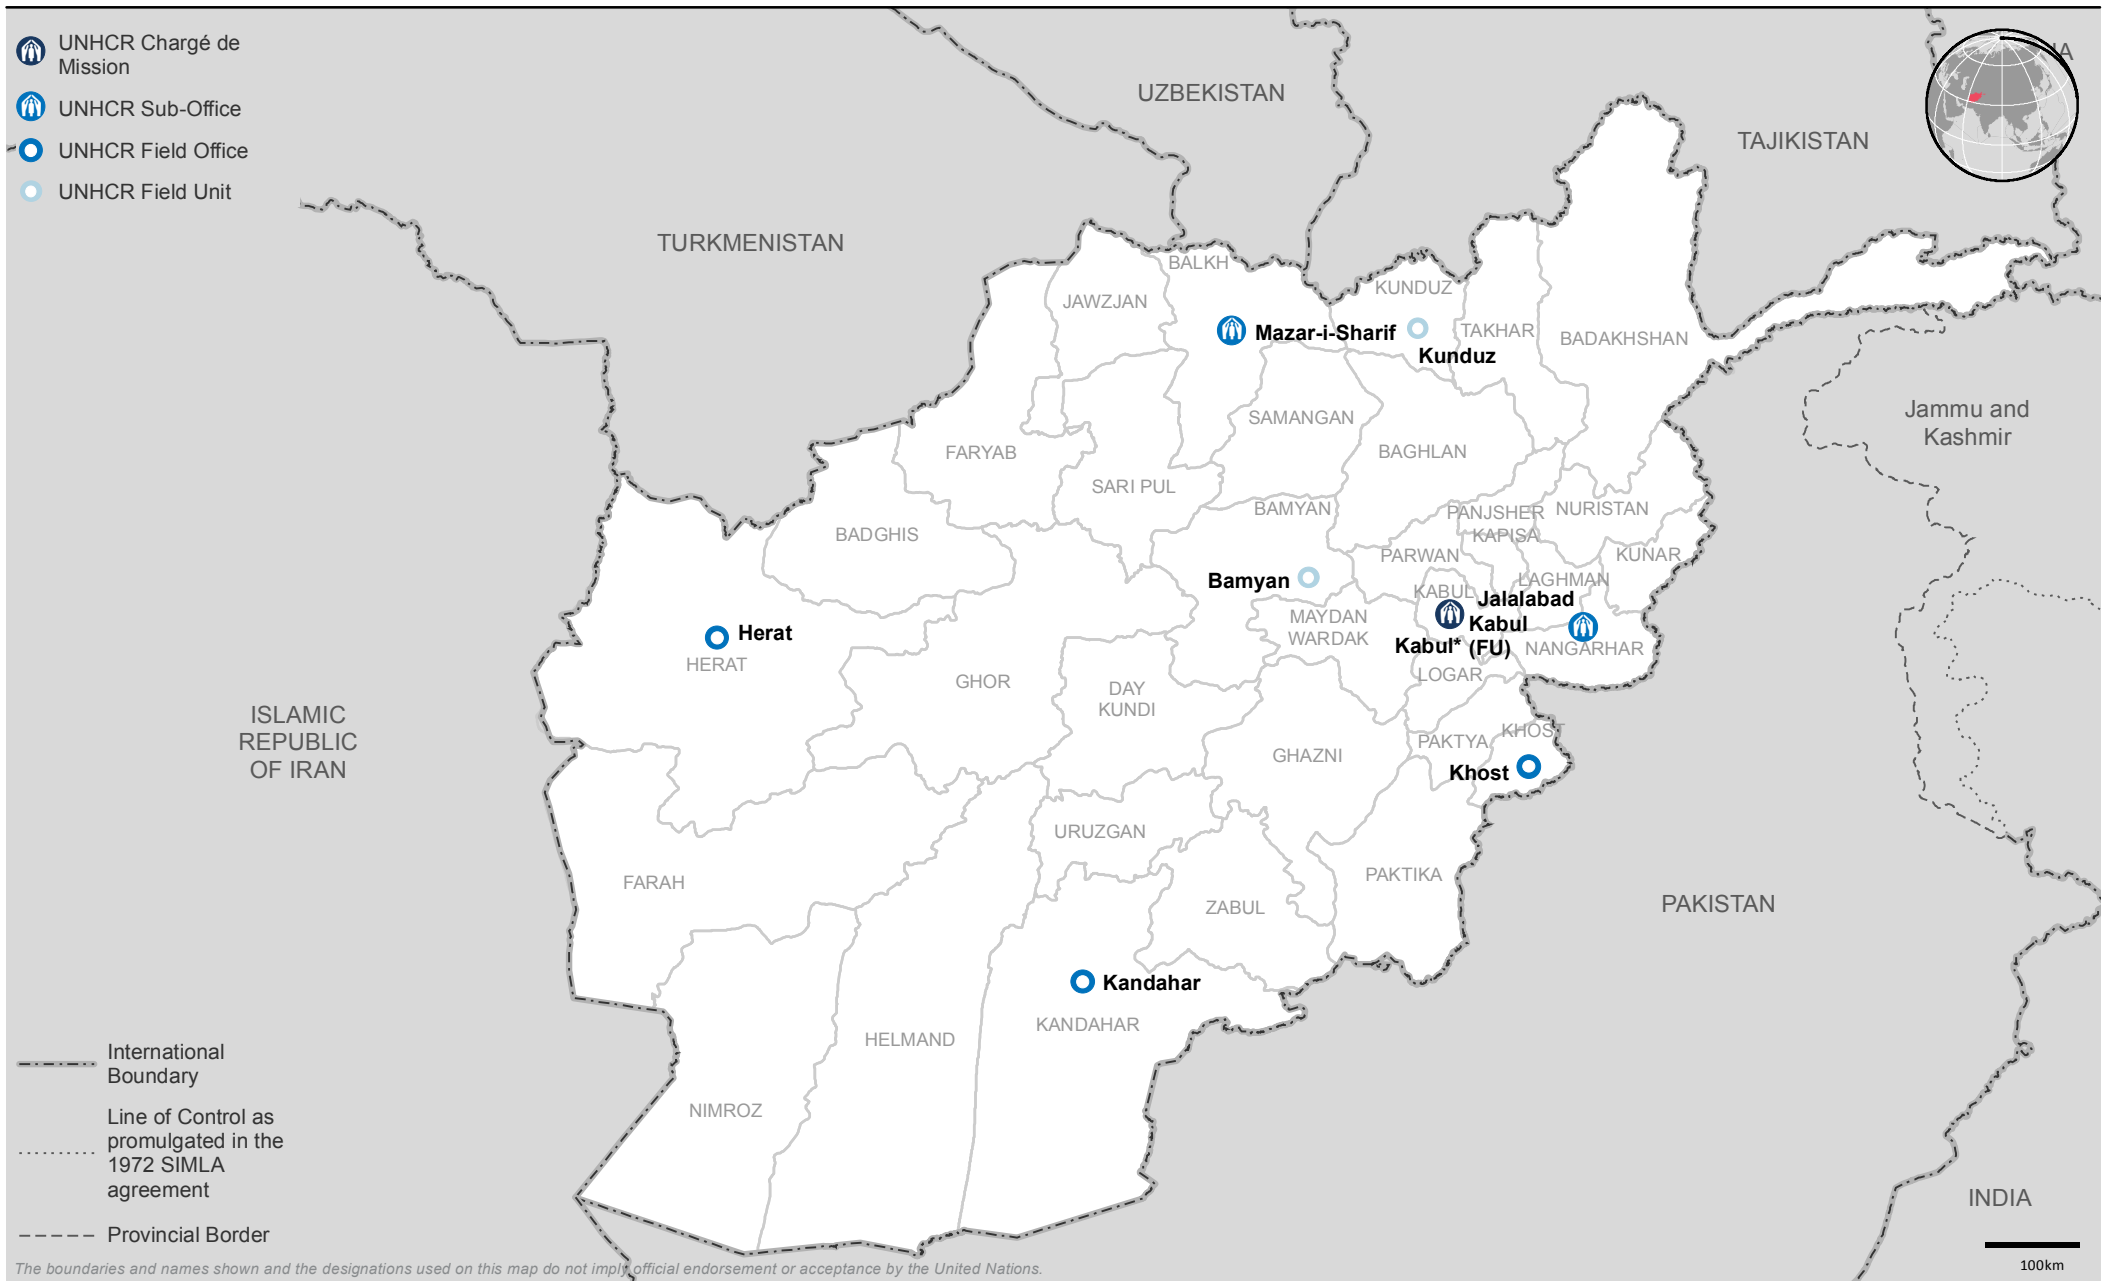 UNHCR Chargé de
Mission
UNHCR Sub-Office
UNHCR Field Office
UNHCR Field Unit
UZBEKISTAN
TAJIKISTAN
TURKMENISTAN
BALKH
JAWZJAN
KUNDUZ
Mazar-i-Sharif
TAKHAR
BADAKHSHAN
Kunduz
Jammu and
Kashmir
SAMANGAN
FARYAB
BAGHLAN
SARI PUL
BAMYAN
PANJSHER
NURISTAN
BADGHIS
KAPISA
PARWAN
KUNAR
Bamyan
LAGHMAN
KABUL
Jalalabad
MAYDAN
WARDAK
Kabul
(FU)
Kabul*
NANGARHAR
Herat
HERAT
LOGAR
GHOR
DAY
KUNDI
ISLAMIC
REPUBLIC
OF IRAN
KHOST
PAKTYA
GHAZNI
Khost
URUZGAN
FARAH
PAKTIKA
ZABUL
PAKISTAN
Kandahar
KANDAHAR
HELMAND
NIMROZ
International
Boundary
Line of Control as
promulgated in the
1972 SIMLA
agreement
Provincial Border
INDIA
100km
The boundaries and names shown and the designations used on this map do not imply official endorsement or acceptance by the United Nations.